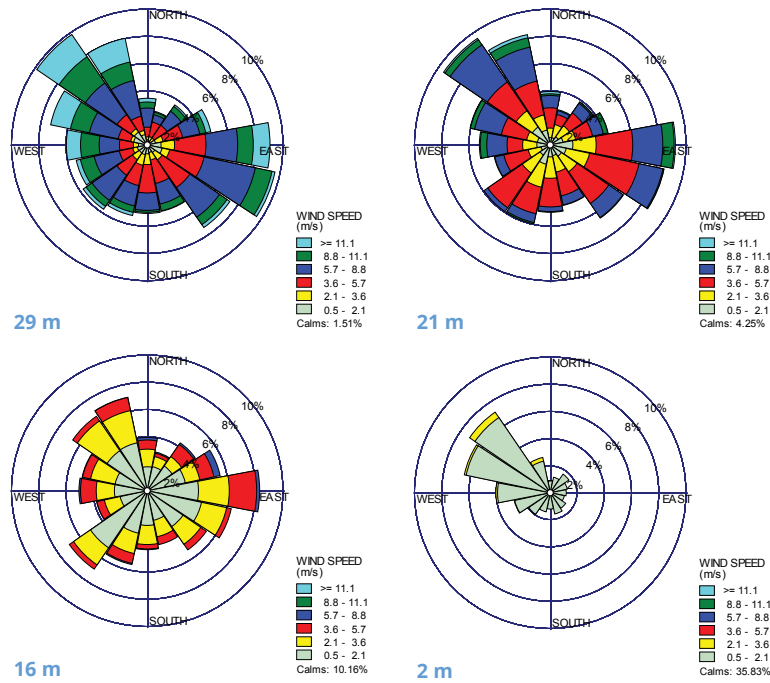 NORTH
10%
8%
6%
4%
2%
WEST
EAST
SOUTH
WIND SPEED
(m/s)
>= 11.1
8.8 - 11.1
5.7 - 8.8
3.6 - 5.7
2.1 - 3.6
0.5 - 2.1
Calms: 1.51%
29 m
NORTH
10%
8%
6%
4%
2%
WEST
EAST
SOUTH
WIND SPEED
(m/s)
>= 11.1
8.8 - 11.1
5.7 - 8.8
3.6 - 5.7
2.1 - 3.6
0.5 - 2.1
Calms: 4.25%
21 m
NORTH
10%
8%
6%
4%
2%
WEST
EAST
SOUTH
WIND SPEED
(m/s)
>= 11.1
8.8 - 11.1
5.7 - 8.8
3.6 - 5.7
2.1 - 3.6
0.5 - 2.1
Calms: 10.16%
16 m
NORTH
10%
8%
6%
4%
2%
WEST
EAST
SOUTH
WIND SPEED
(m/s)
>= 11.1
8.8 - 11.1
5.7 - 8.8
3.6 - 5.7
2.1 - 3.6
0.5 - 2.1
Calms: 35.83%
2 m